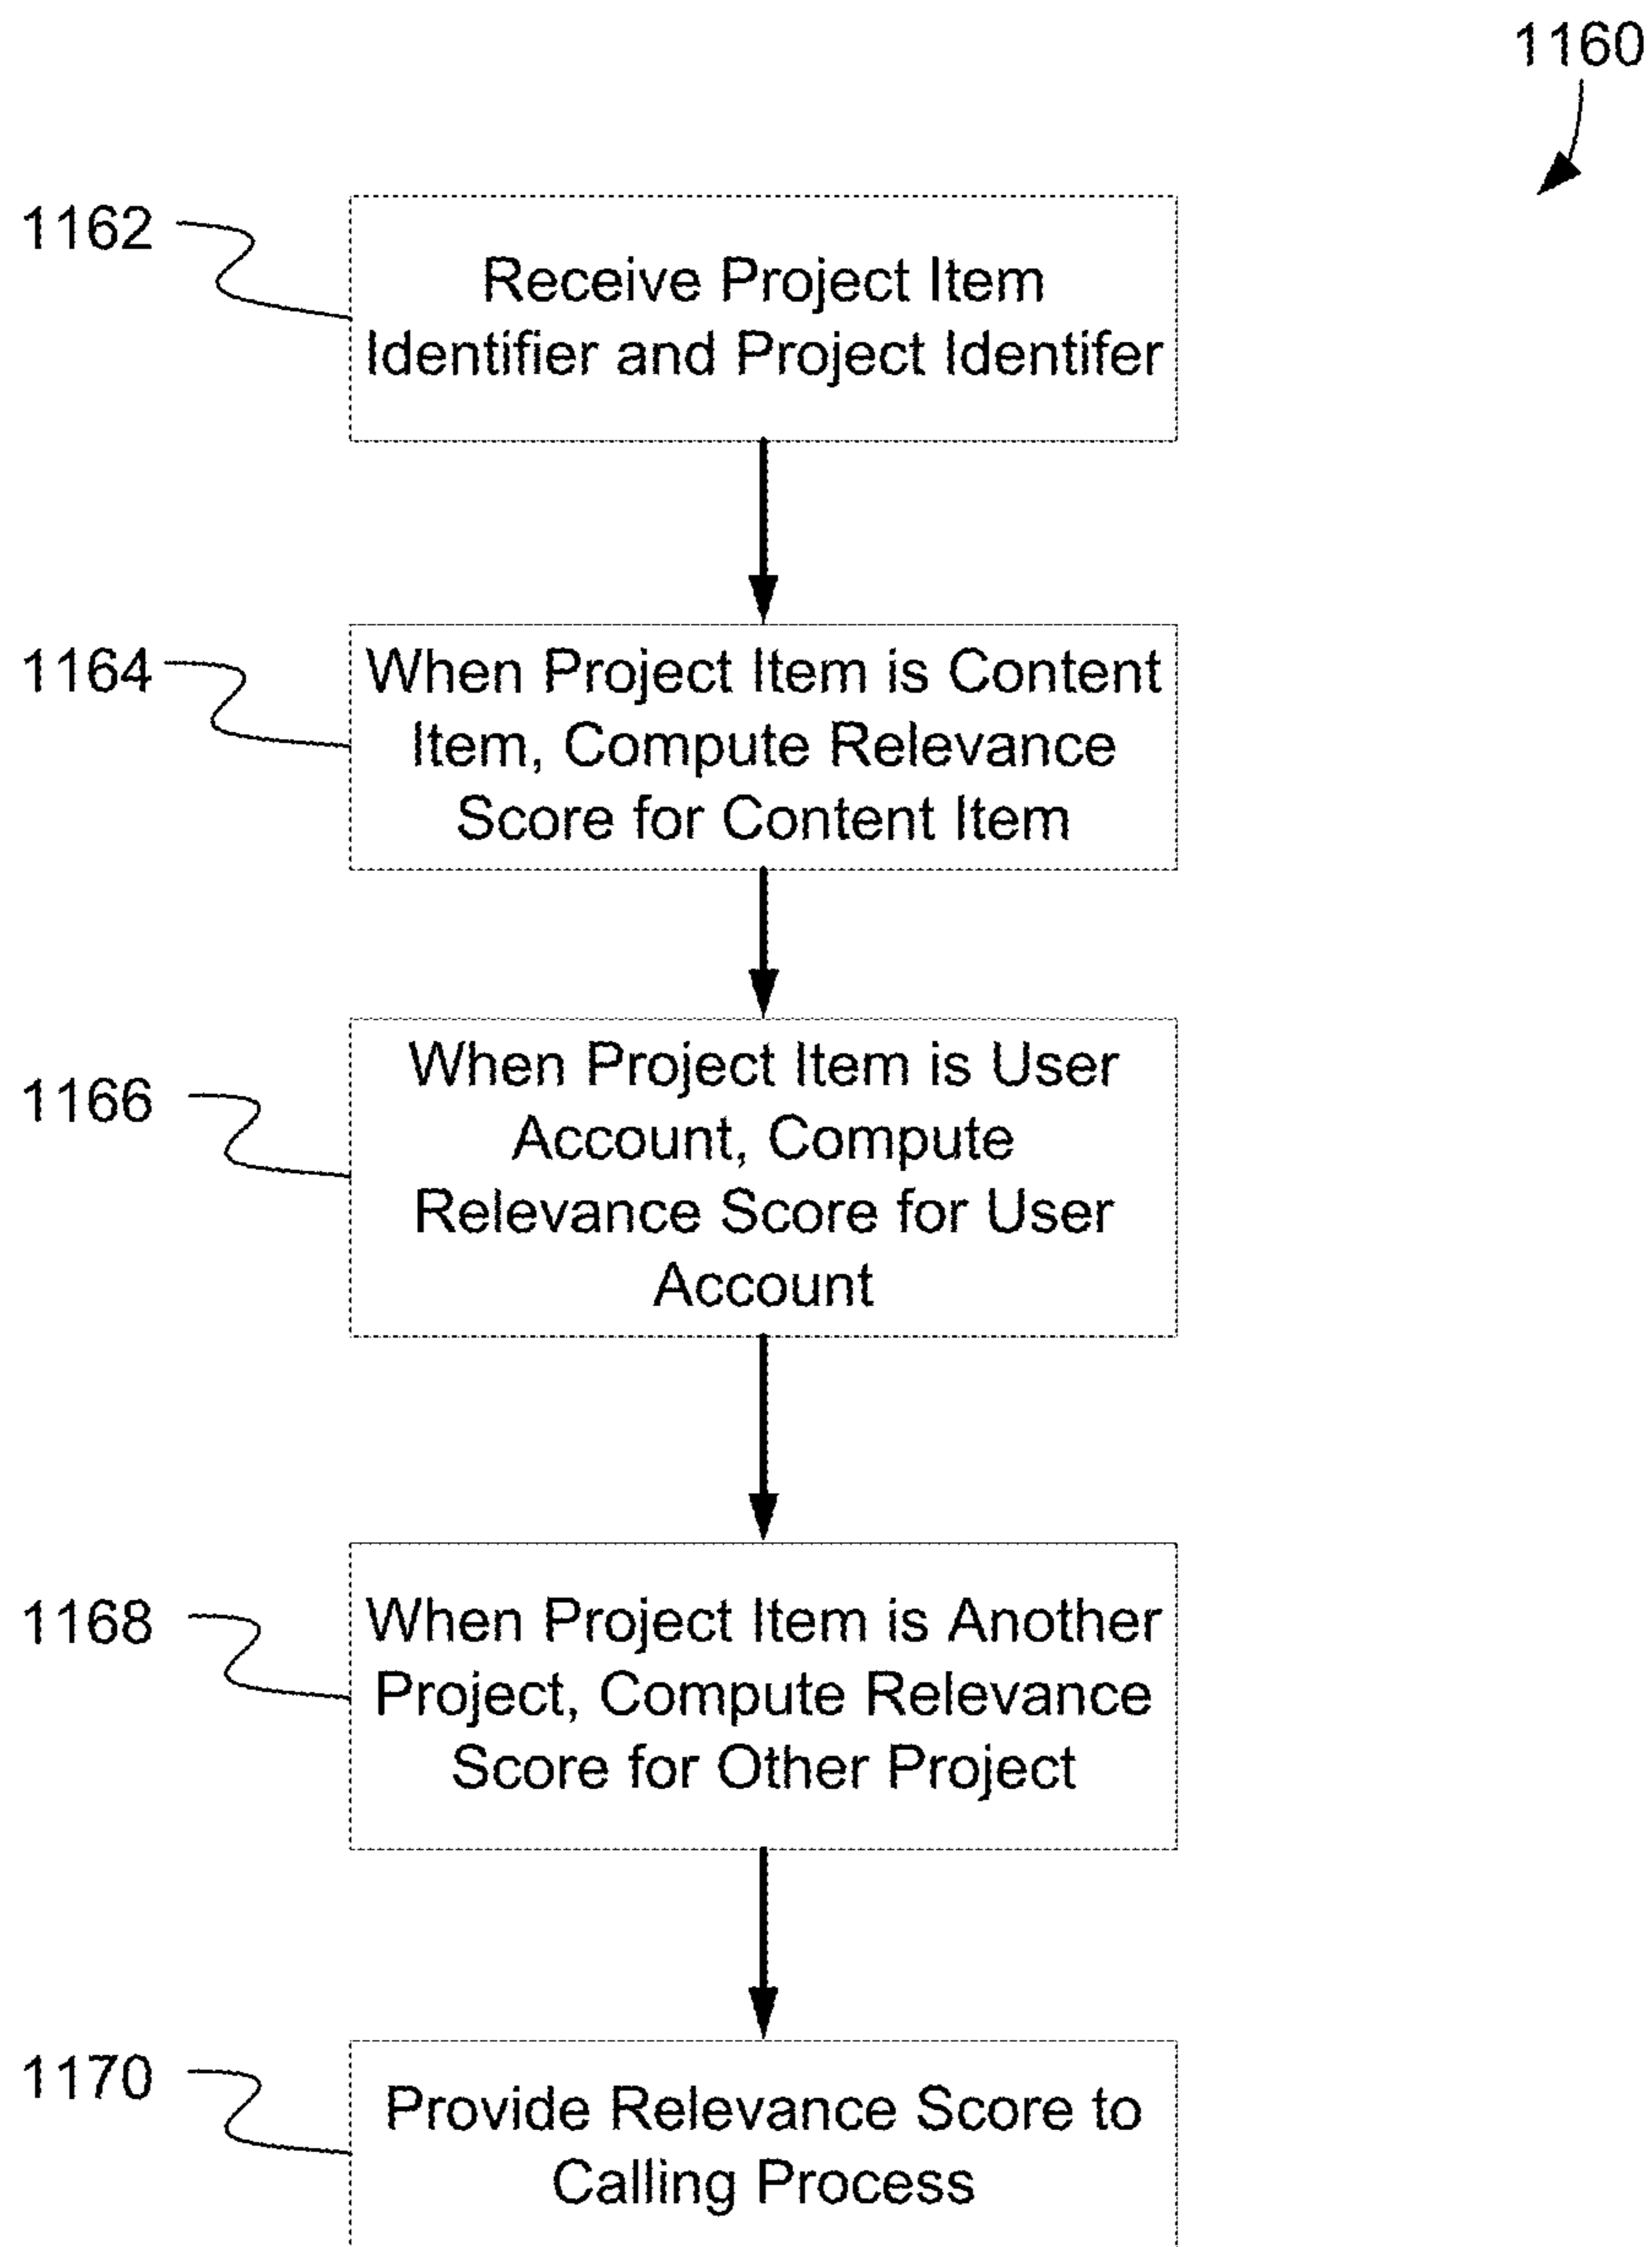 1160
1162
Receive Project Item
Identifier and Project Identifer
1164
When Project Item is Content
Item, Compute Relevance
Score for Content Item
1166
When Project Item is User
Account, Compute
Relevance Score for User
Account
1168
When Project Item is Another
Project, Compute Relevance
Score for Other Project
1170
Provide Relevance Score to
Calling Process